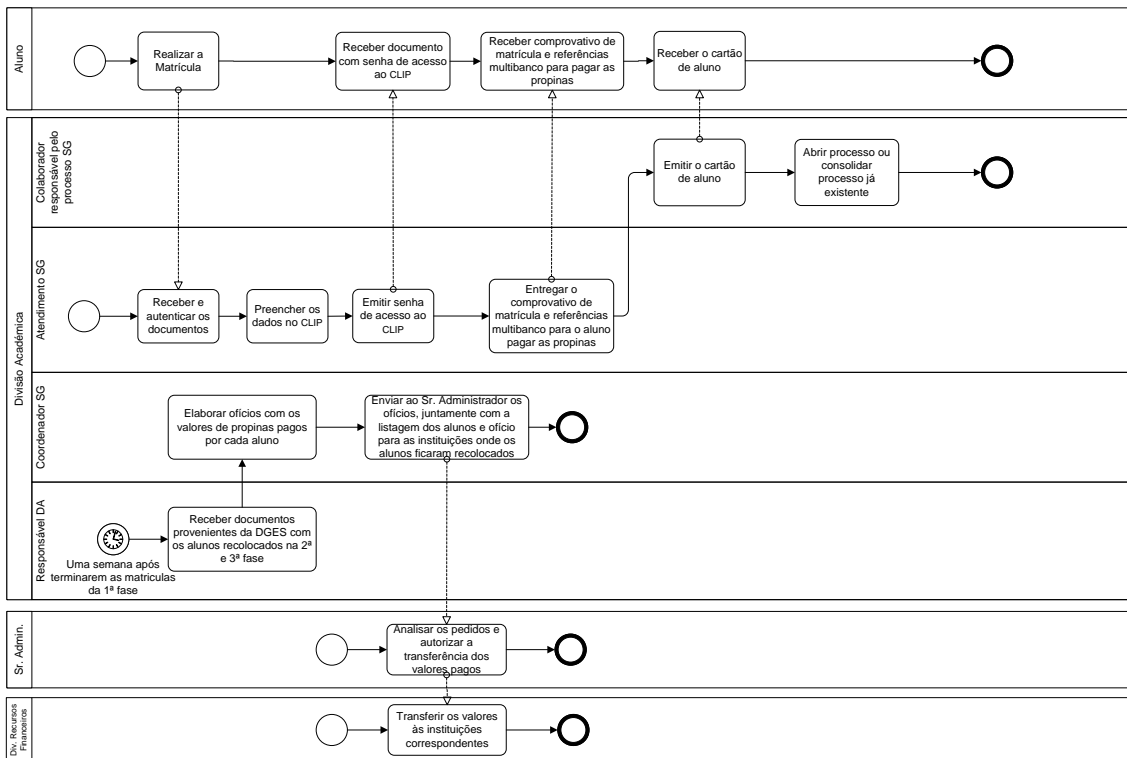 Aluno
Realizar a
Matrícula
Receber documento
com senha de acesso
ao CLIP
Receber comprovativo de
matrícula e referências
multibanco para pagar as
propinas
Receber o cartão
de aluno
Divisão Académica
Colaborador
responsável pelo
processo SG
Emitir o cartão
de aluno
Abrir processo ou
consolidar
processo já
existente
Atendimento SG
Receber e
autenticar os
documentos
Preencher os
dados no CLIP
Emitir senha
de acesso ao
CLIP
Entregar o
comprovativo de
matrícula e referências
multibanco para o aluno
pagar as propinas
Coordenador SG
Elaborar ofícios com os
valores de propinas pagos
por cada aluno
Enviar ao Sr. Administrador os
ofícios, juntamente com a
listagem dos alunos e ofício
para as instituições onde os
alunos ficaram recolocados
Responsável DA
Uma semana após
terminarem as matriculas
da 1ª fase
Receber documentos
provenientes da DGES com
os alunos recolocados na 2ª
e 3ª fase
Sr. Admin.
Analisar os pedidos e
autorizar a
transferência dos
valores pagos
Div. Recursos
Financeiros
Transferir os valores
às instituições
correspondentes